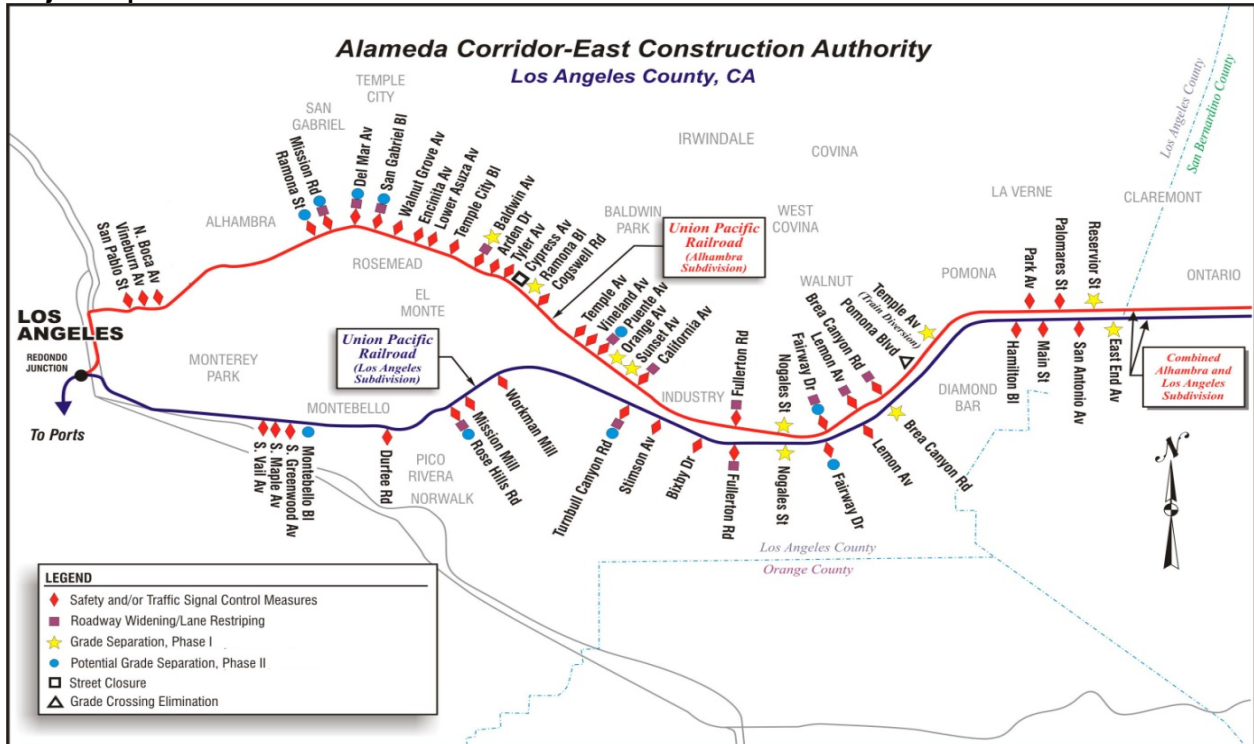 Alameda Corridor-East Construction Authority
Los Angeles County, CA
TEMPLE
CITY
SAN
GABRIEL
IRWINDALE
COVINA
Los Angeles County
San Bernardino County
LA VERNE
CLAREMONT
ALHAMBRA
BALDWIN
PARK
WEST
COVINA
ROSEMEAD
EL
MONTE
WALNUT
POMONA
ONTARIO
San Pablo St
Vineburn Av
N. Boca Av
Ramona St
Mission Rd
Del Mar Av
San Gabriel Bl
Walnut Grove Av
Encinita Av
Lower Asuza Av
Temple City Bl
Baldwin Av
Arden Dr
Tyler Av
Cypress Av
Ramona Bl
Cogswell Rd
Union Pacific
Railroad
(Alhambra
Subdivision)
Temple Av
Vineland Av
Puente Av
Orange Av
Sunset Av
California Av
Fullerton Rd
Nogales St
Fairway Dr
Lemon Av
Brea Canyon Rd
Pomona Blvd
Temple Av
(Train Diversion)
Park Av
Palomares St
Roservior St
LOS
ANGELES
REDONDO
JUNCTION
To Ports
MONTEREY
PARK
Union Pacific
Railroad
(Los Angeles
Subdivision)
MONTEBELLO
INDUSTRY
DIAMOND
BAR
PICO
RIVERA
NORWALK
S. Vail Av
S. Maple Av
S. Greenwood Av
Montebello Bl
Durfee Rd
Rose Hills Rd
Mission Mill
Workman Mill
Turnbull Canyon Rd
Stimson Av
Bixby Dr
Fullerton Rd
Nogales St
Fairway Dr
Lemon Av
Brea Canyon Rd
Hamilton Bl
Main St
San Antonio Av
East End Av
Combined
Alhambra and
Los Angeles
Subdivision
N
Los Angeles County
Orange County
LEGEND
Safety and/or Traffic Signal Control Measures
Roadway Widening/Lane Restriping
Grade Separation, Phase I
Potential Grade Separation, Phase II
Street Closure
Grade Crossing Elimination